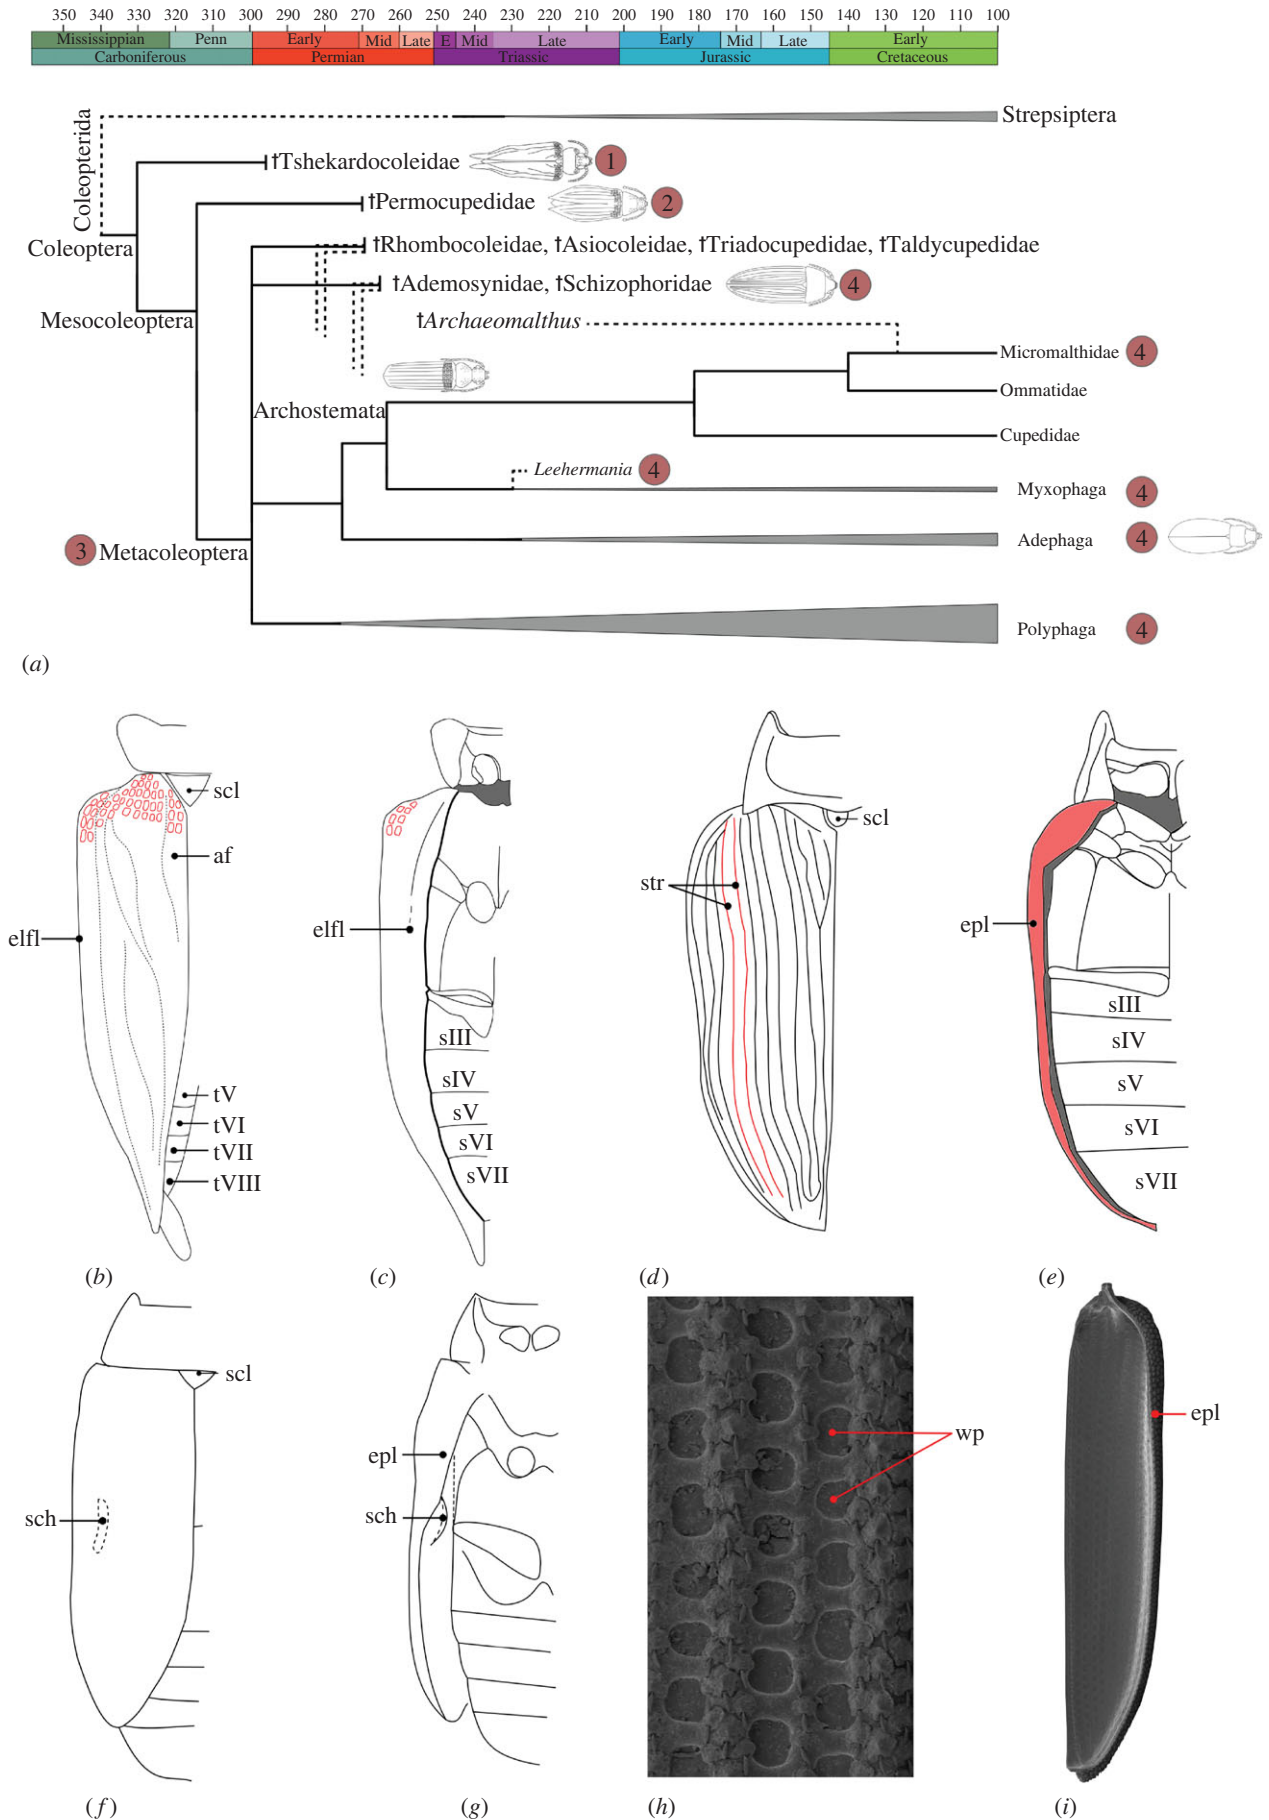 350 340 330 320 310 300 290 280 270 260 250 240 230 220 210 200 190 180 170 160 150 140 130 120 110 100
Mississippian Penn Early Mid Late E Mid Late Early Mid Late Early
Carboniferous Permian Triassic Jurassic Cretaceous
Coleopterida
Strepsiptera
†Tshekardocoleidae 1
†Permocupedidae 2
Coleoptera
†Rhombocoleidae, †Asiocoleidae, †Triadocupedidae, †Taldycupedidae
†Ademosynidae, †Schizophoridae 4
Mesocoleoptera
†Archaeomalthus
Micromalthidae 4
Ommatidae
Archostemata
Cupedidae
Leehermania 4
Myxophaga 4
Adephaga 4
3 Metacoleoptera
Polyphaga 4
(a)
scl
af
elfl
tV
tVI
tVII
tVIII
(b)
elfl
sIII
sIV
sV
sVI
sVII
(c)
scl
str
(d)
epl
sIII
sIV
sV
sVI
sVII
(e)
scl
sch
(f)
epl
sch
(g)
wp
(h)
epl
(i)